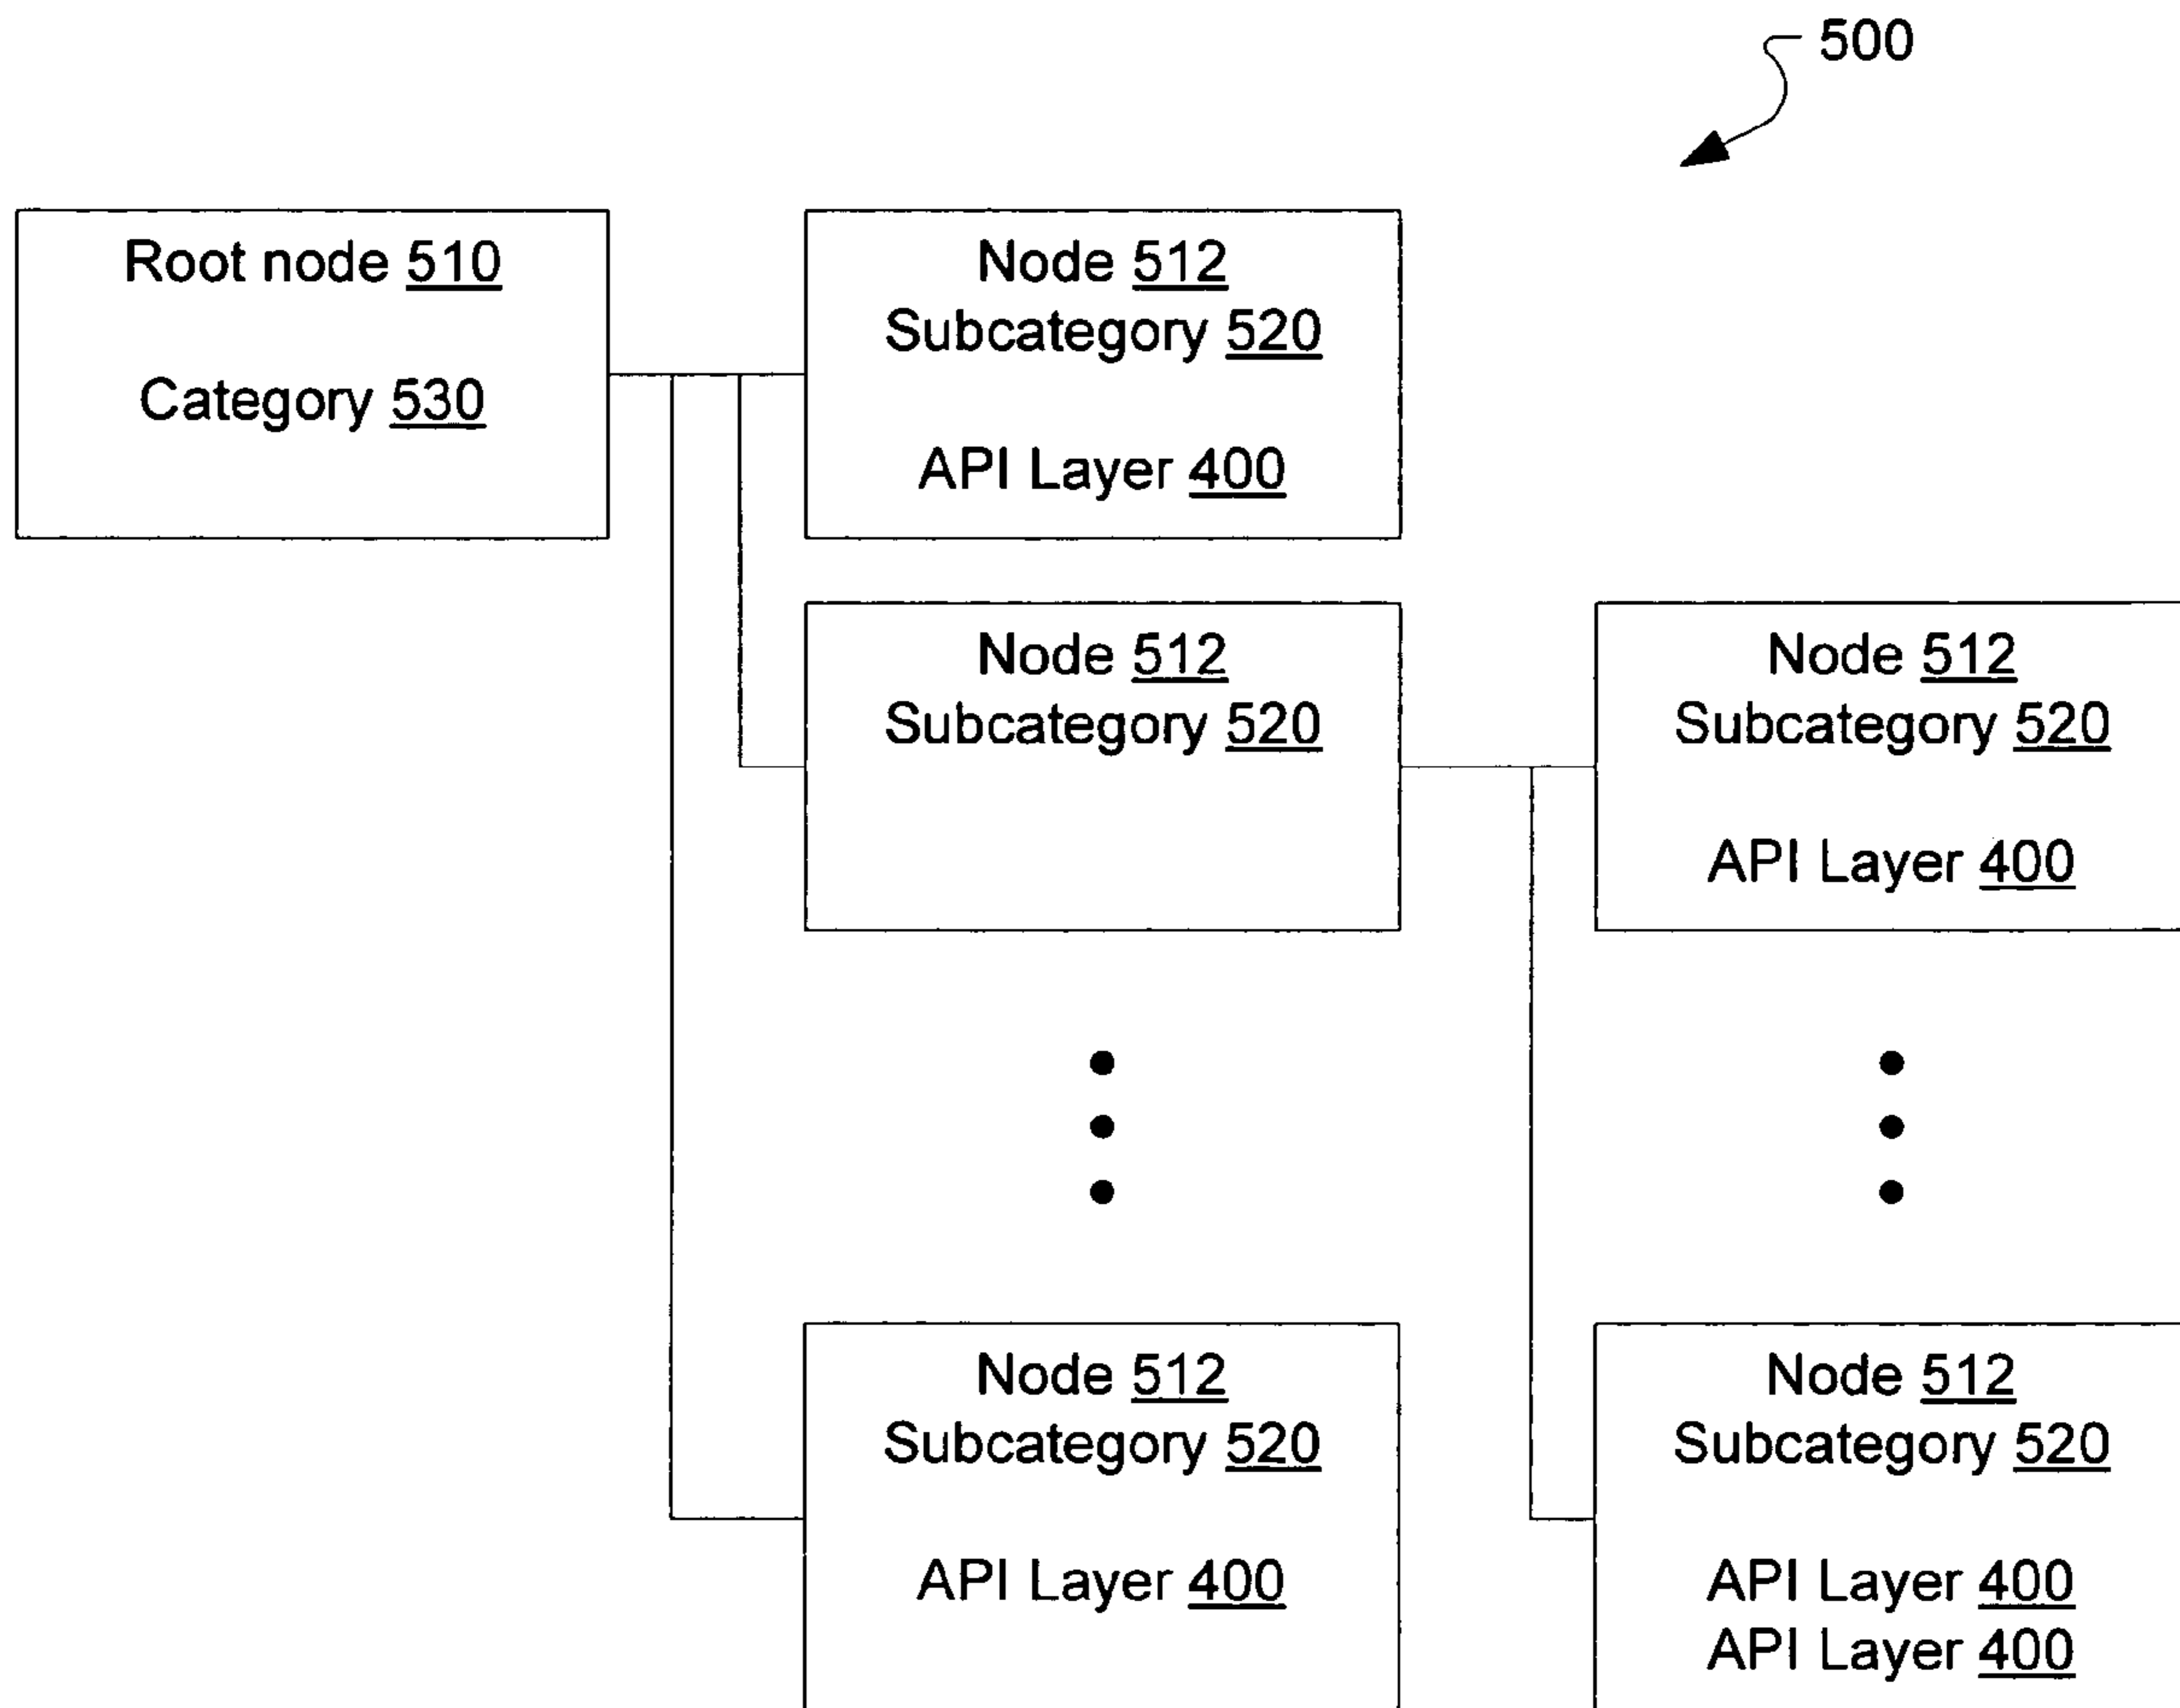 500
Root node 510
Category 530
Node 512
Subcategory 520
API Layer 400
Node 512
Subcategory 520
Node 512
Subcategory 520
API Layer 400
Node 512
Subcategory 520
API Layer 400
Node 512
Subcategory 520
API Layer 400
API Layer 400